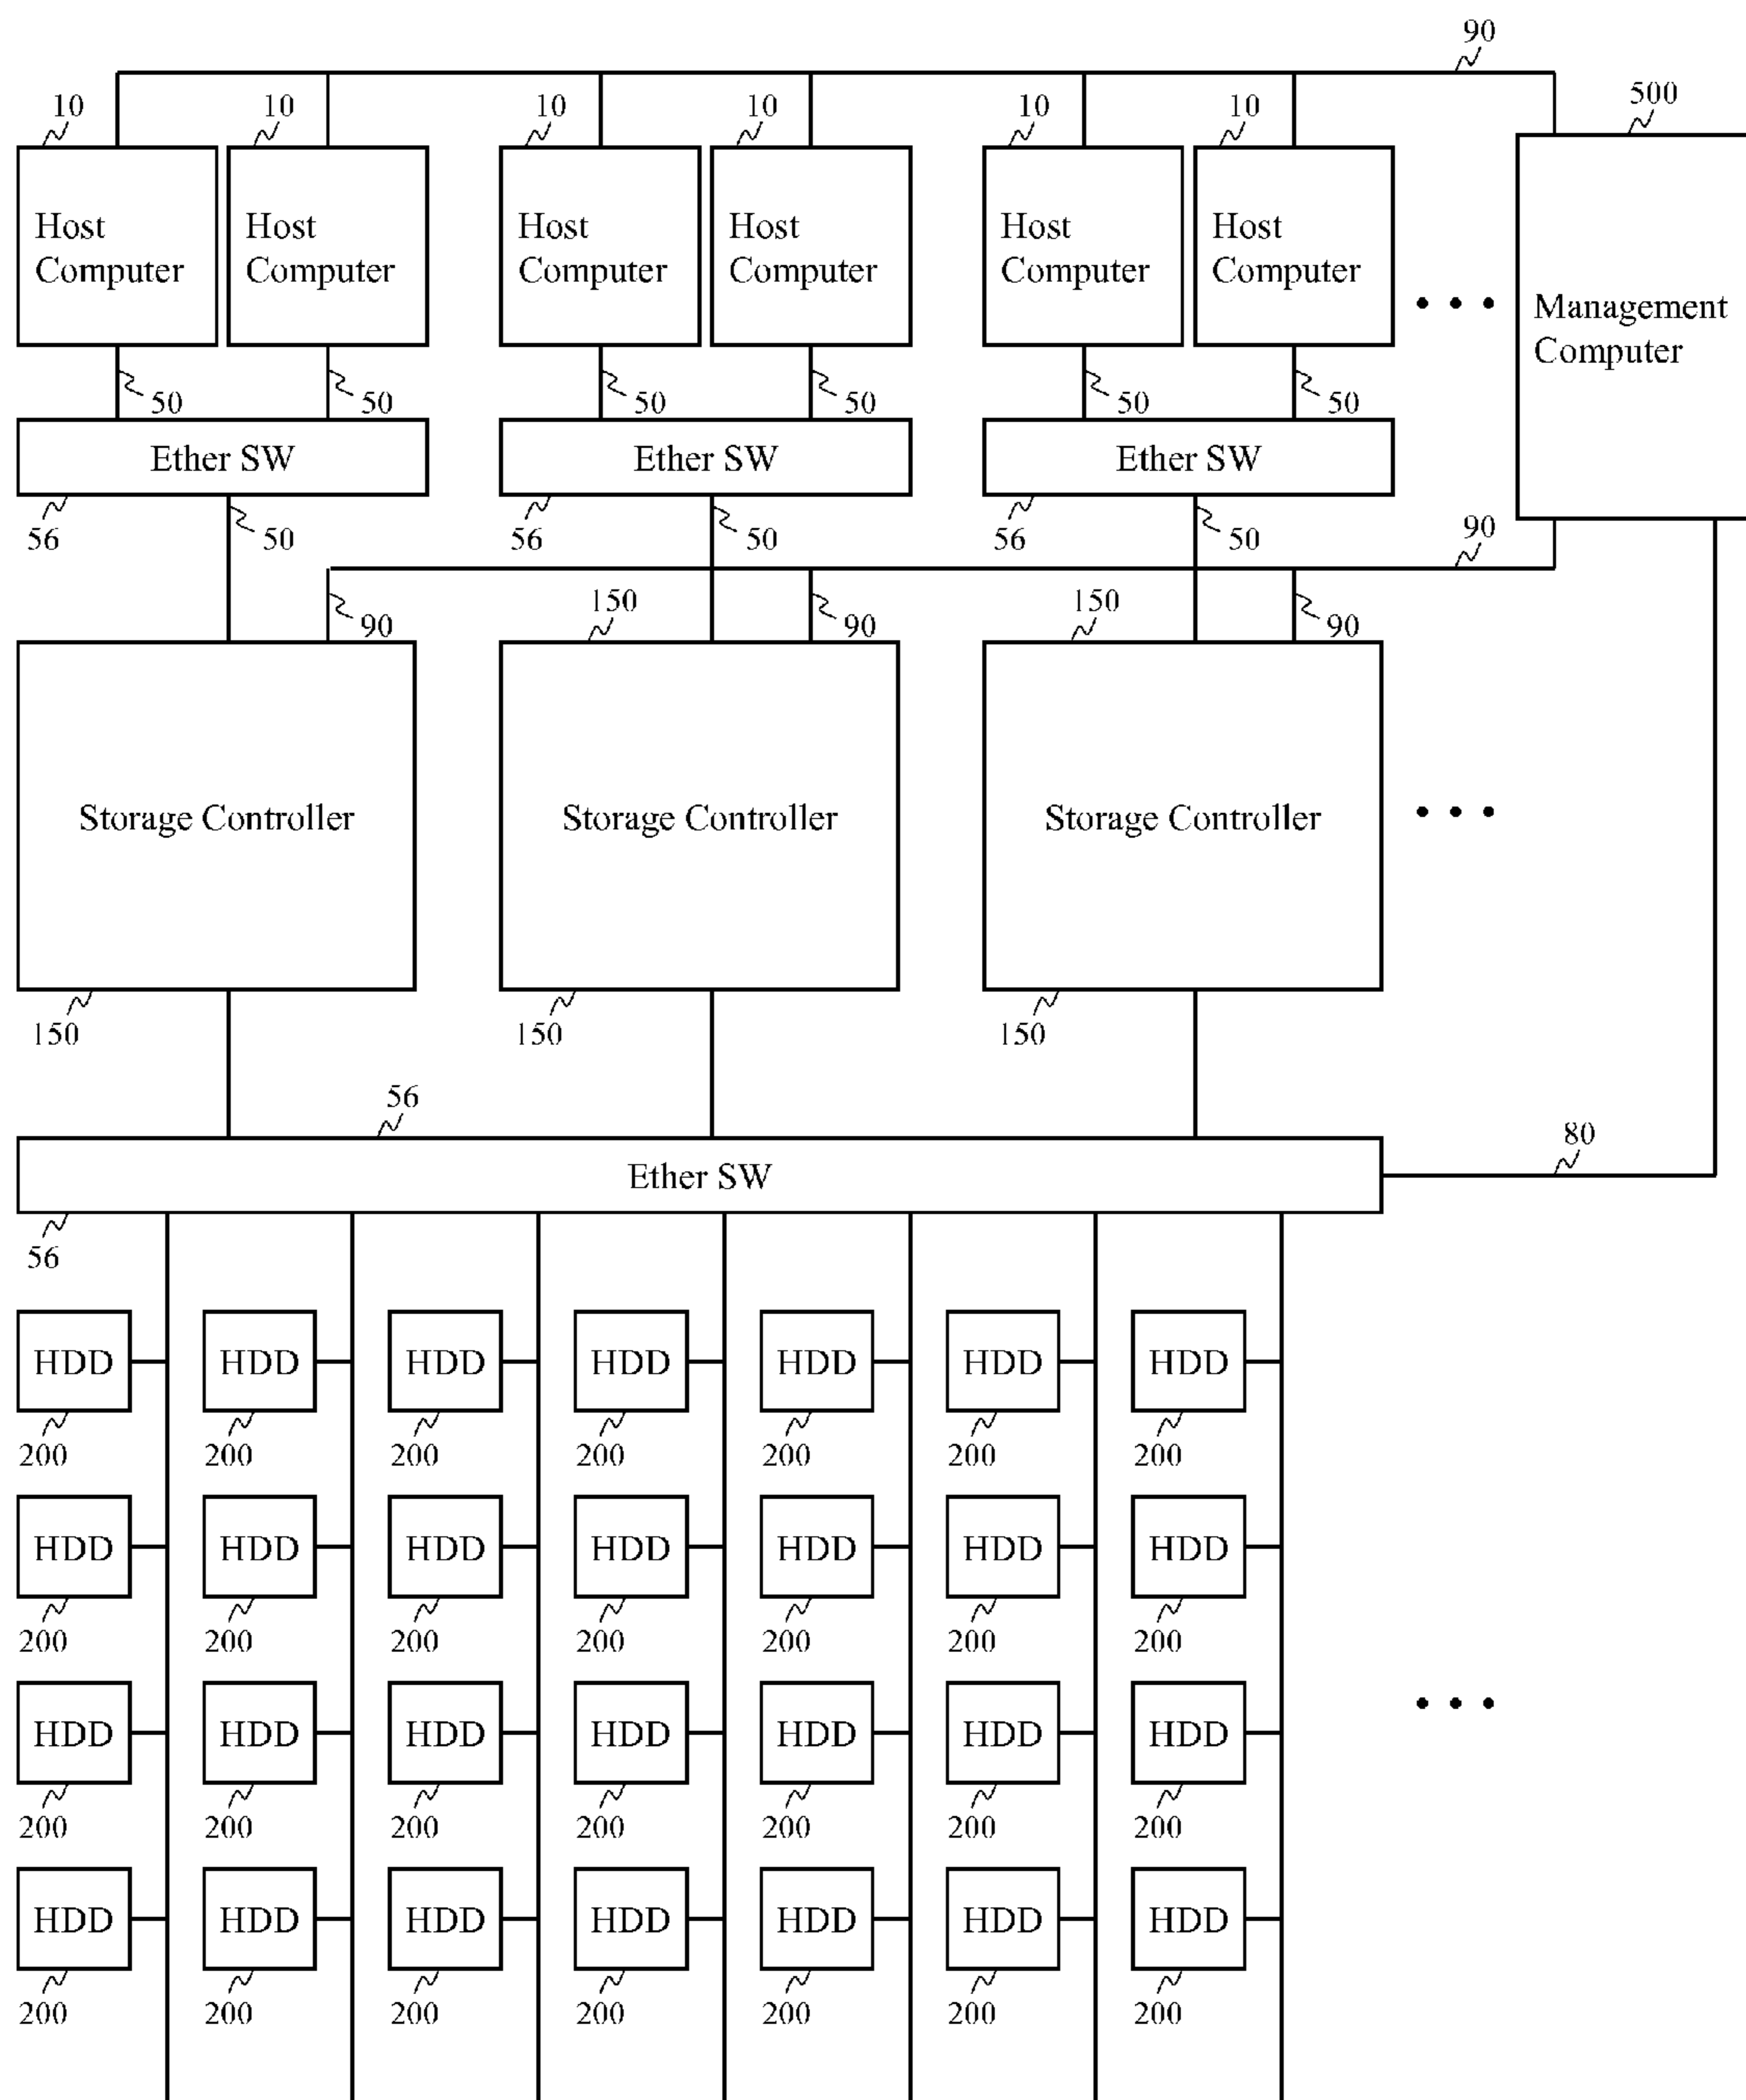 90
10 10 10 10 10 10 500
Host Host Host Host Host Host
Computer Computer Computer Computer Computer Computer
Management
Computer
50 50 50 50 50 50
Ether SW Ether SW Ether SW
56 50 56 50 56 50 90
150 150
90 90 90
Storage Controller Storage Controller Storage Controller
150 150 150
56
80
Ether SW
56
HDD HDD HDD HDD HDD HDD HDD
200 200 200 200 200 200 200
HDD HDD HDD HDD HDD HDD HDD
200 200 200 200 200 200 200
HDD HDD HDD HDD HDD HDD HDD
200 200 200 200 200 200 200
HDD HDD HDD HDD HDD HDD HDD
200 200 200 200 200 200 200